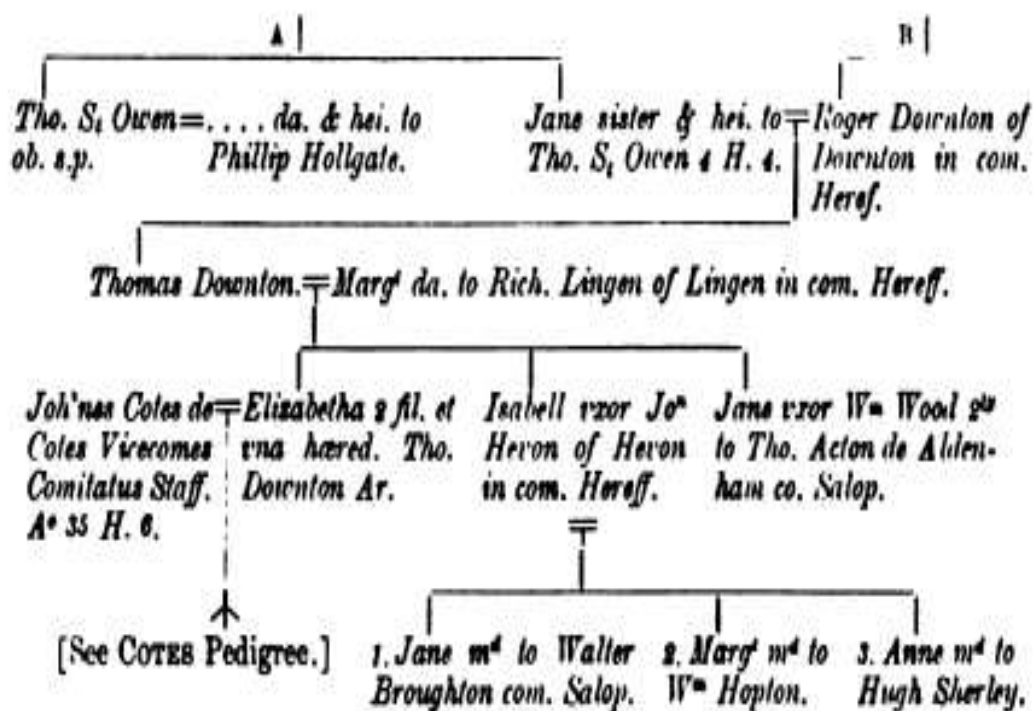 A B
Tho. St Owen=.... da. & hei. to
ob. s.p. Phillip Hollgate.
Jane sister & hei. to
Tho. St Owen 4 H. 4.
Roger Downton of
Downton in com.
Heref.
Thomas Downton.=Margt da. to Rich. Lingen of Lingen in com. Hereff.
Joh'nes Cotes de
Cotes Vicecomes
Comitatus Staff.
Ao 35 H. 6.
Elizabetha 2 fil. et
vna hæred. Tho.
Downton Ar.
Isabell vxor Jon
Heron of Heron
in com. Hereff.
Jane vxor Wm Wood 2ly
to Tho. Acton de Alden-
ham co. Salop.
[See COTES Pedigree.]
1. Jane md to Walter
Broughton com. Salop.
2. Margt md to
Wm Hopton.
3. Anne md to
Hugh Sherley.